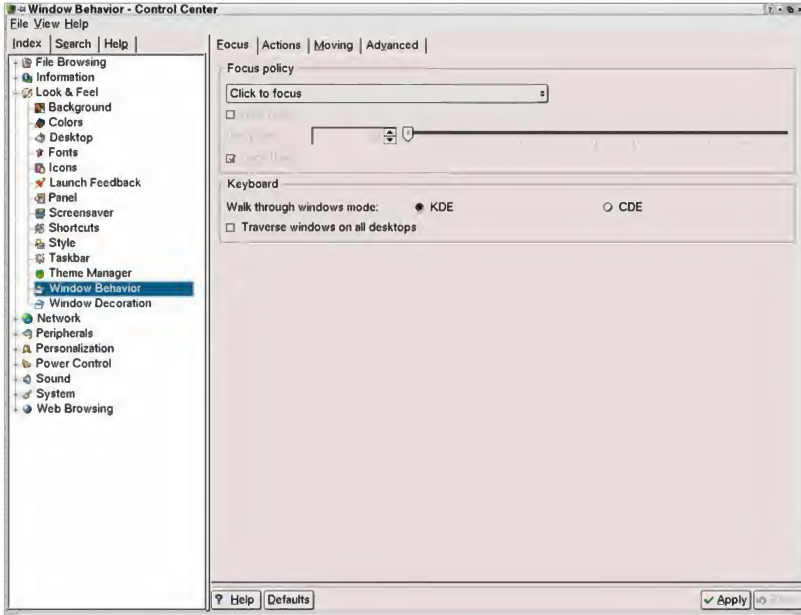 Window Behavior - Control Center
File View Help
Index Search Help
File Browsing
Information
Look & Feel
Background
Colors
Desktop
Fonts
Icons
Launch Feedback
Panel
Screensaver
Shortcuts
Style
Taskbar
Theme Manager
Window Behavior
Window Decoration
Network
Peripherals
Personalization
Power Control
Sound
System
Web Browsing
Focus Actions Moving Advanced
Focus policy
Click to focus
Keyboard
Walk through windows mode: KDE CDE
Traverse windows on all desktops
? Help Defaults Apply